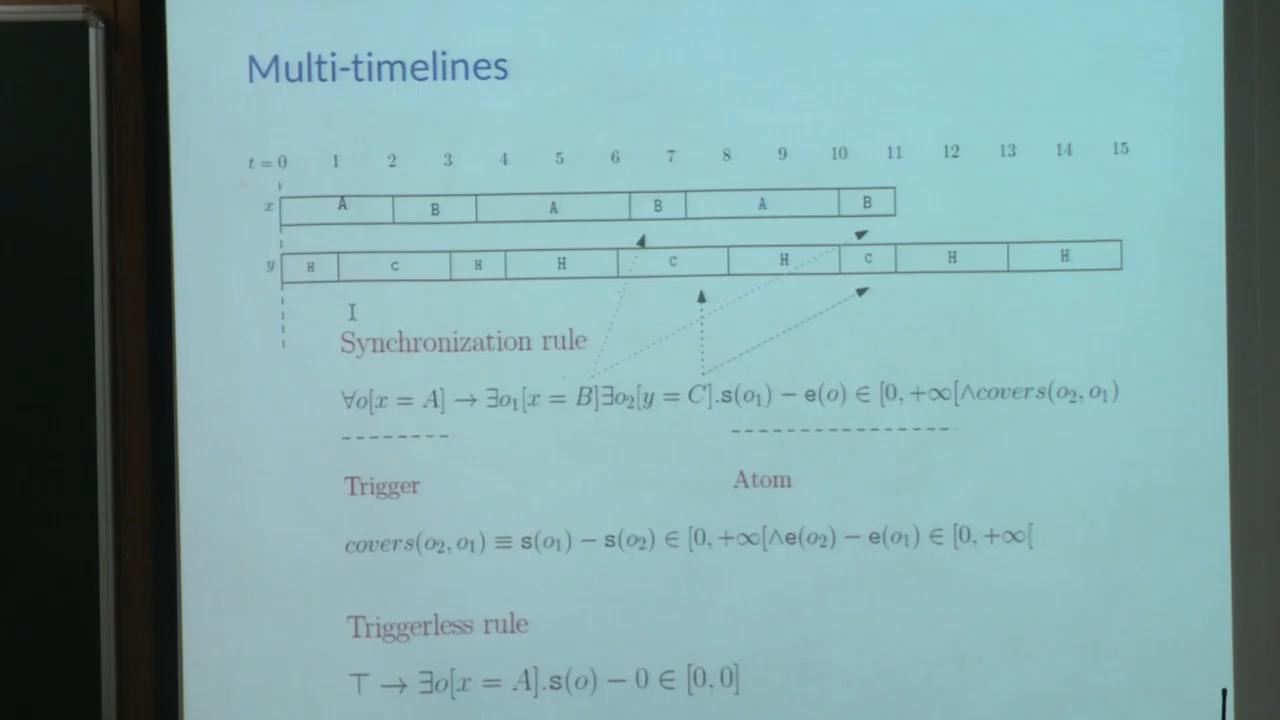 Multi-timelines
t = 0 1 2 3 4 5 6 7 8 9 10 11 12 13 14 15
x A B A B A B
y H C H H C H C H H
Synchronization rule
∀o[x = A] → ∃o₁[x = B]∃o₂[y = C].s(o₁) − e(o) ∈ [0, +∞[∧covers(o₂, o₁)
Trigger Atom
covers(o₂, o₁) ≡ s(o₁) − s(o₂) ∈ [0, +∞[∧e(o₂) − e(o₁) ∈ [0, +∞[
Triggerless rule
⊤ → ∃o[x = A].s(o) − 0 ∈ [0, 0]